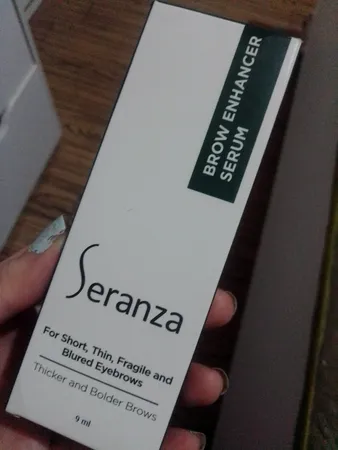 BROW ENHANCER
SERUM
Seranza
For Short, Thin, Fragile and
Blured Eyebrows
Thicker and Bolder Brows
9 ml